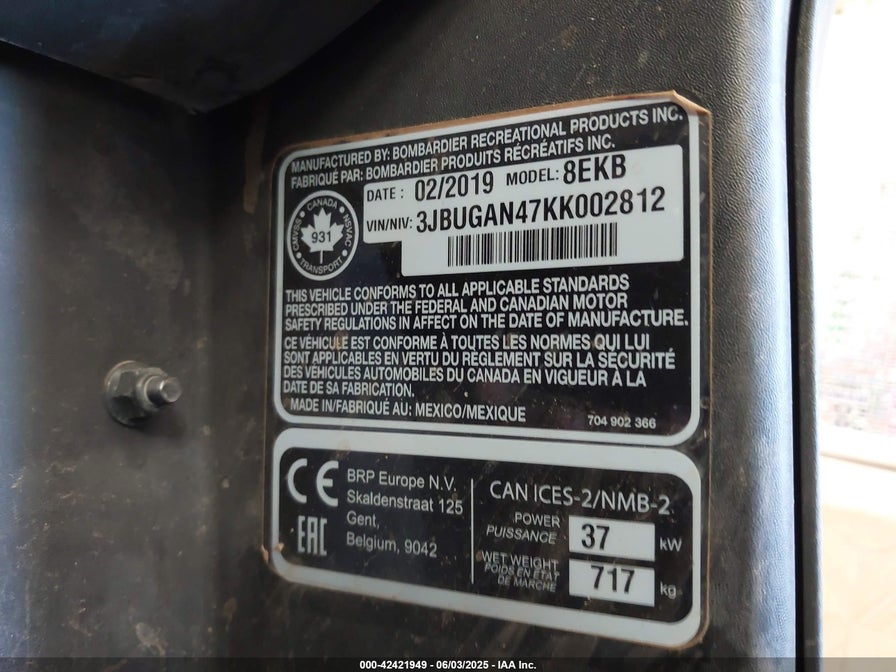 MANUFACTURED BY: BOMBARDIER RECREATIONAL PRODUCTS INC.
FABRIQUÉ PAR: BOMBARDIER PRODUITS RÉCRÉATIFS INC.
DATE: 02/2019 MODEL: 8EKB
VIN/NIV: 3JBUGAN47KK002812
CANADA
CMVSS 931 NSVAC
TRANSPORT
THIS VEHICLE CONFORMS TO ALL APPLICABLE STANDARDS
PRESCRIBED UNDER THE FEDERAL AND CANADIAN MOTOR
SAFETY REGULATIONS IN AFFECT ON THE DATE OF MANUFACTURE.
CE VÉHICULE EST CONFORME À TOUTES LES NORMES QUI LUI
SONT APPLICABLES EN VERTU DU RÈGLEMENT SUR LA SÉCURITÉ
DES VÉHICULES AUTOMOBILES DU CANADA EN VIGUEUR À LA
DATE DE SA FABRICATION.
MADE IN/FABRIQUÉ AU: MEXICO/MEXIQUE 704 902 366
CE
EAC
BRP Europe N.V.
Skaldenstraat 125
Gent,
Belgium, 9042
CAN ICES-2/NMB-2
POWER
PUISSANCE 37 kW
WET WEIGHT
POIDS EN ÉTAT
DE MARCHE 717 kg
000-42421949 - 06/03/2025 - IAA Inc.